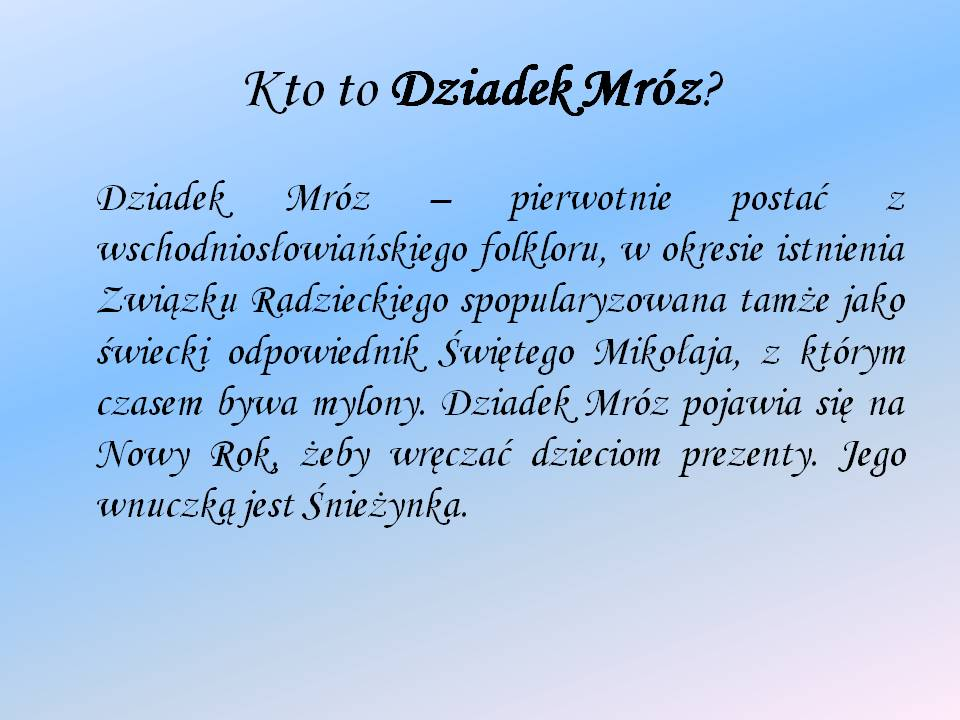 Kto to Dziadek Mróz?
Dziadek Mróz – pierwotnie postać z
wschodniosłowiańskiego folkloru, w okresie istnienia
Związku Radzieckiego spopularyzowana tamże jako
świecki odpowiednik Świętego Mikołaja, z którym
czasem bywa mylony. Dziadek Mróz pojawia się na
Nowy Rok, żeby wręczać dzieciom prezenty. Jego
wnuczką jest Śnieżynka.